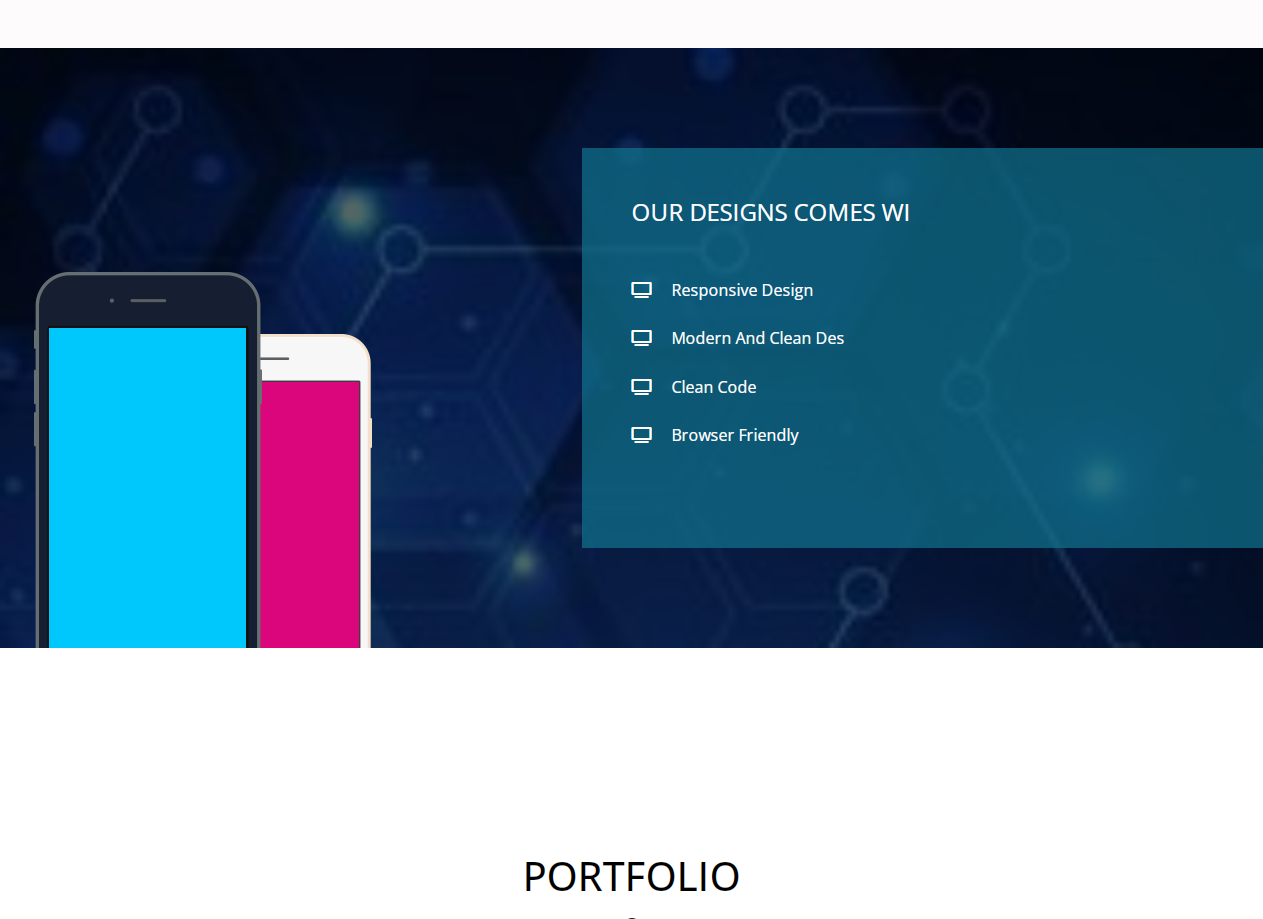 OUR DESIGNS COMES WI
Responsive Design
Modern And Clean Des
Clean Code
Browser Friendly
PORTFOLIO